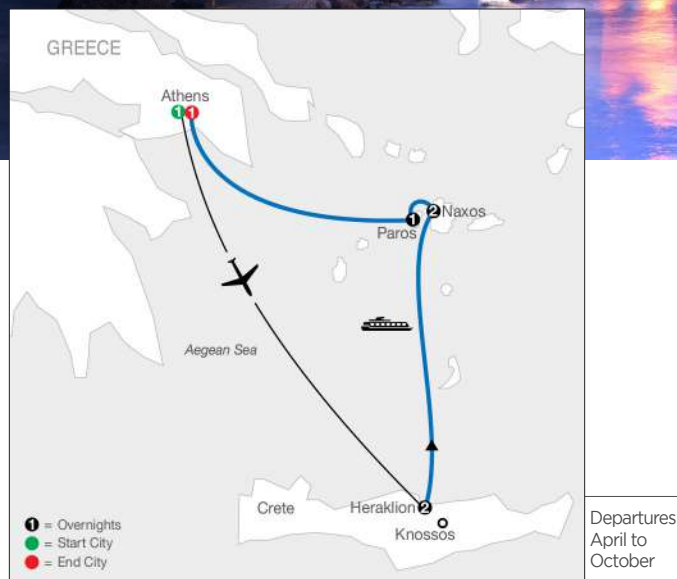 GREECE
Athens
1 1
2 Naxos
1
Paros
Aegean Sea
Crete
Heraklion 2
Knossos
1 = Overnights
= Start City
= End City
Departures
April to
October